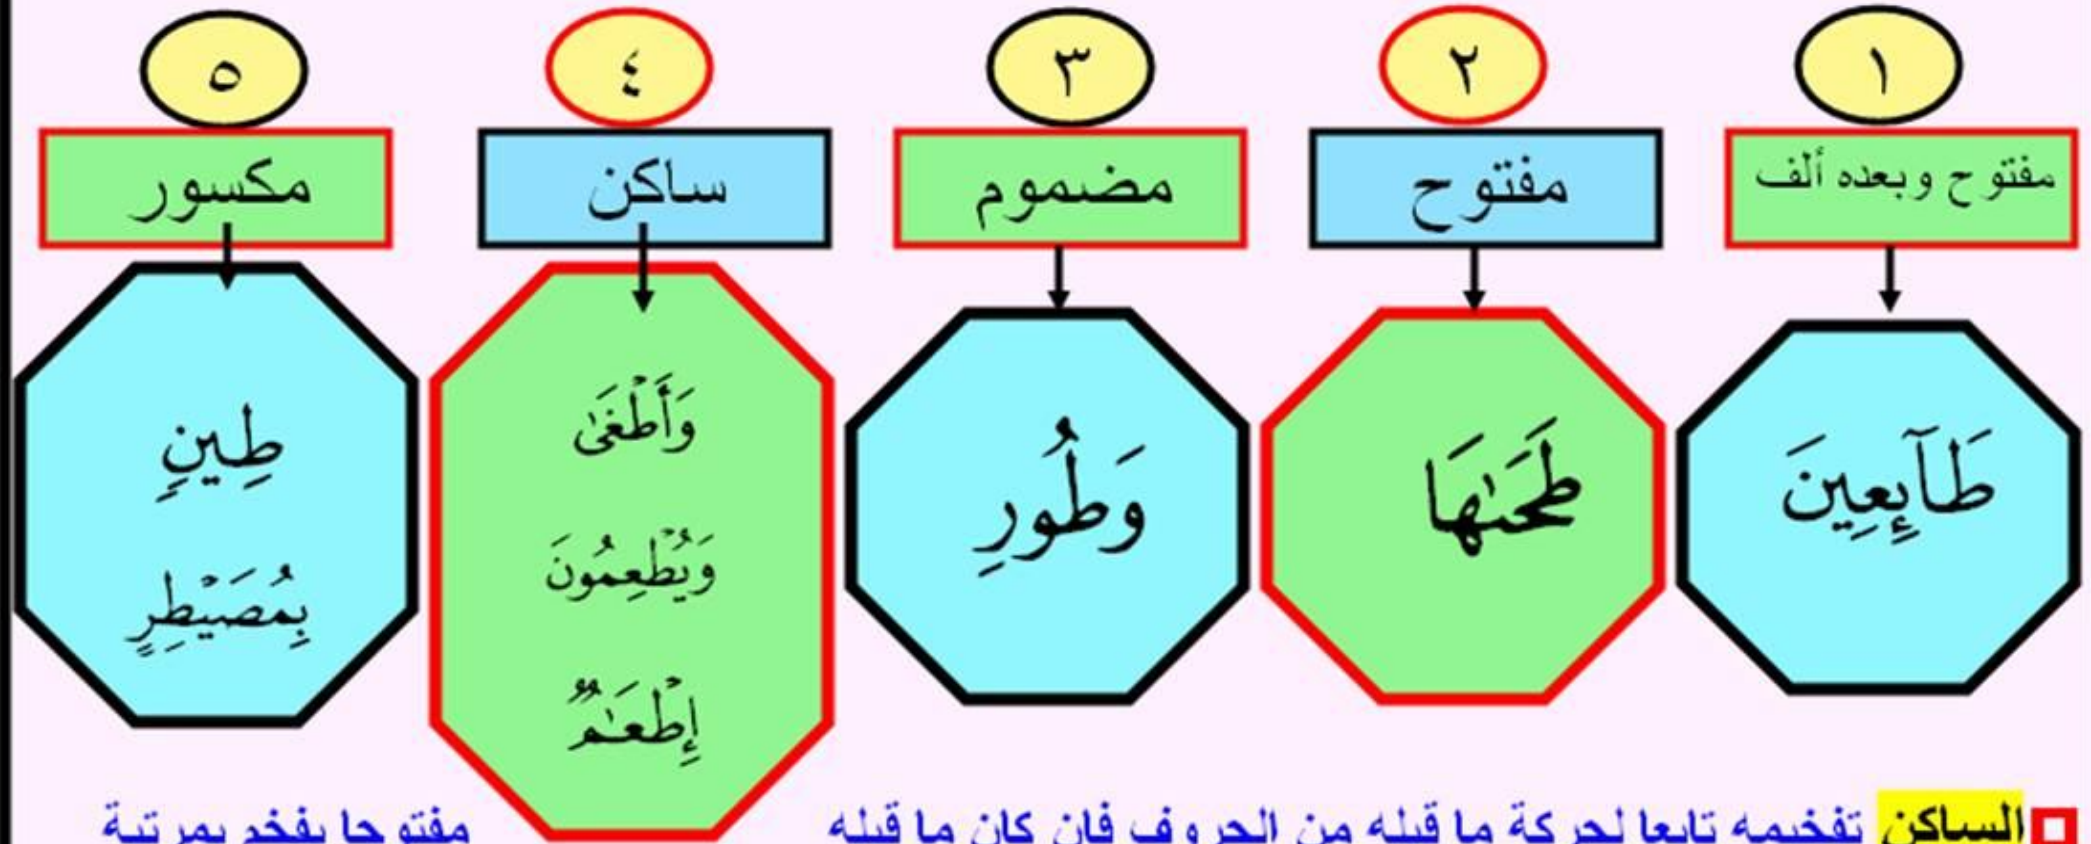 ١
٢
٣
٤
٥
مفتوح وبعده ألف
مفتوح
مضموم
ساكن
مكسور
طَآئِعِينَ
طَحَىٰهَا
وَطُورِ
وَأَطْغَىٰ
وَيُطْعِمُونَ
إِطْعَـٰمٌ
طِينٍ
بِمُصَيْطِرٍ
الساكن تفخيمه تابعا لحركة ما قبله من الحروف فان كان ما قبله مفتوحا يفخم بمرتبة